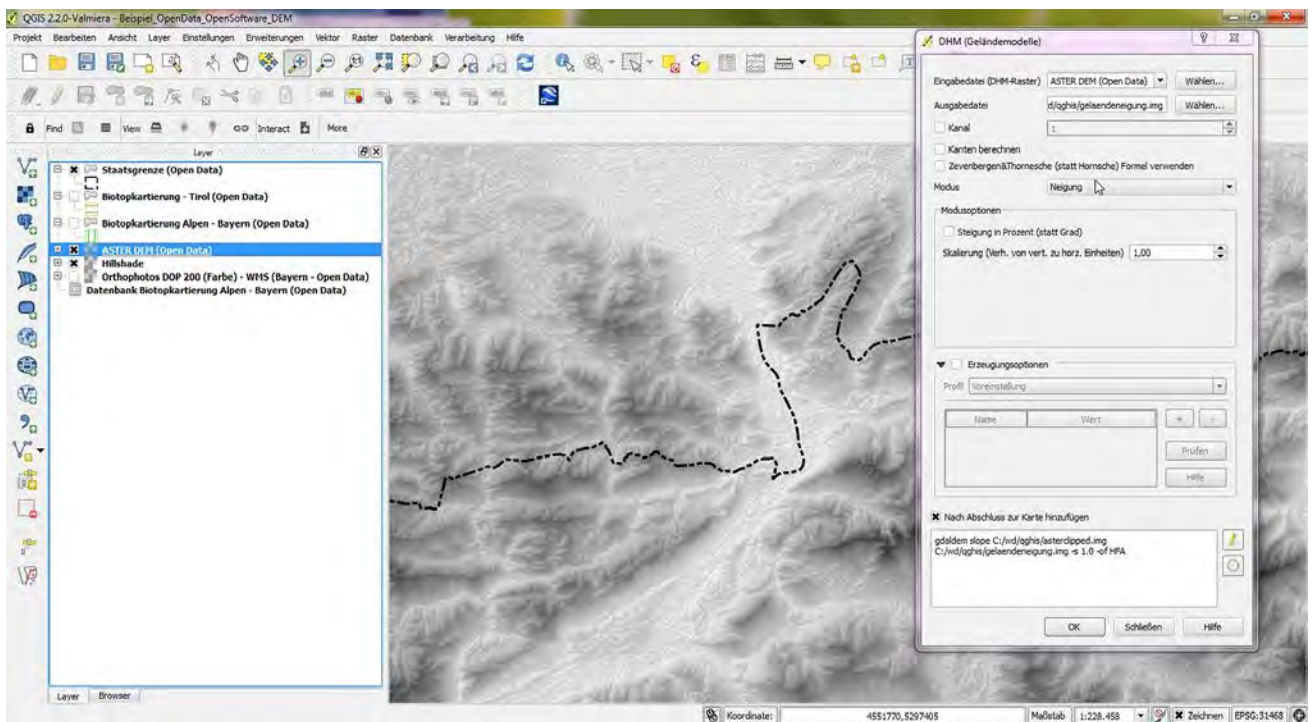 QGIS 2.2.0-Valmiera - Beispiel_OpenData_OpenSoftware_DEM
Projekt Bearbeiten Ansicht Layer Einstellungen Erweiterungen Vektor Raster Datenbank Verarbeitung Hilfe
Find View Interact More
Layer
Staatsgrenze (Open Data)
Biotopkartierung - Tirol (Open Data)
Biotopkartierung Alpen - Bayern (Open Data)
ASTER DEM (Open Data)
Hillshade
Orthophotos DOP 200 (Farbe) - WMS (Bayern - Open Data)
Datenbank Biotopkartierung Alpen - Bayern (Open Data)
Layer Browser
DHM (Geländemodelle)
Eingabedatei (DHM-Raster) ASTER DEM (Open Data) Wählen...
Ausgabedatei d/qghis/gelaendeneigung.img Wählen...
Kanal 1
Kanten berechnen
Zevenbergen&Thornesche (statt Hornsche) Formel verwenden
Modus Neigung
Modusoptionen
Steigung in Prozent (statt Grad)
Skalierung (Verh. von vert. zu horz. Einheiten) 1,00
Erzeugungsoptionen
Profil Voreinstellung
Name Wert + -
Prüfen
Hilfe
Nach Abschluss zur Karte hinzufügen
gdaldem slope C:/wd/qghis/asterclipped.img
C:/wd/qghis/gelaendeneigung.img -s 1.0 -of HFA
OK Schließen Hilfe
Koordinate: 4551770,5297405 Maßstab 1:228.458 Zeichnen EPSG:31468